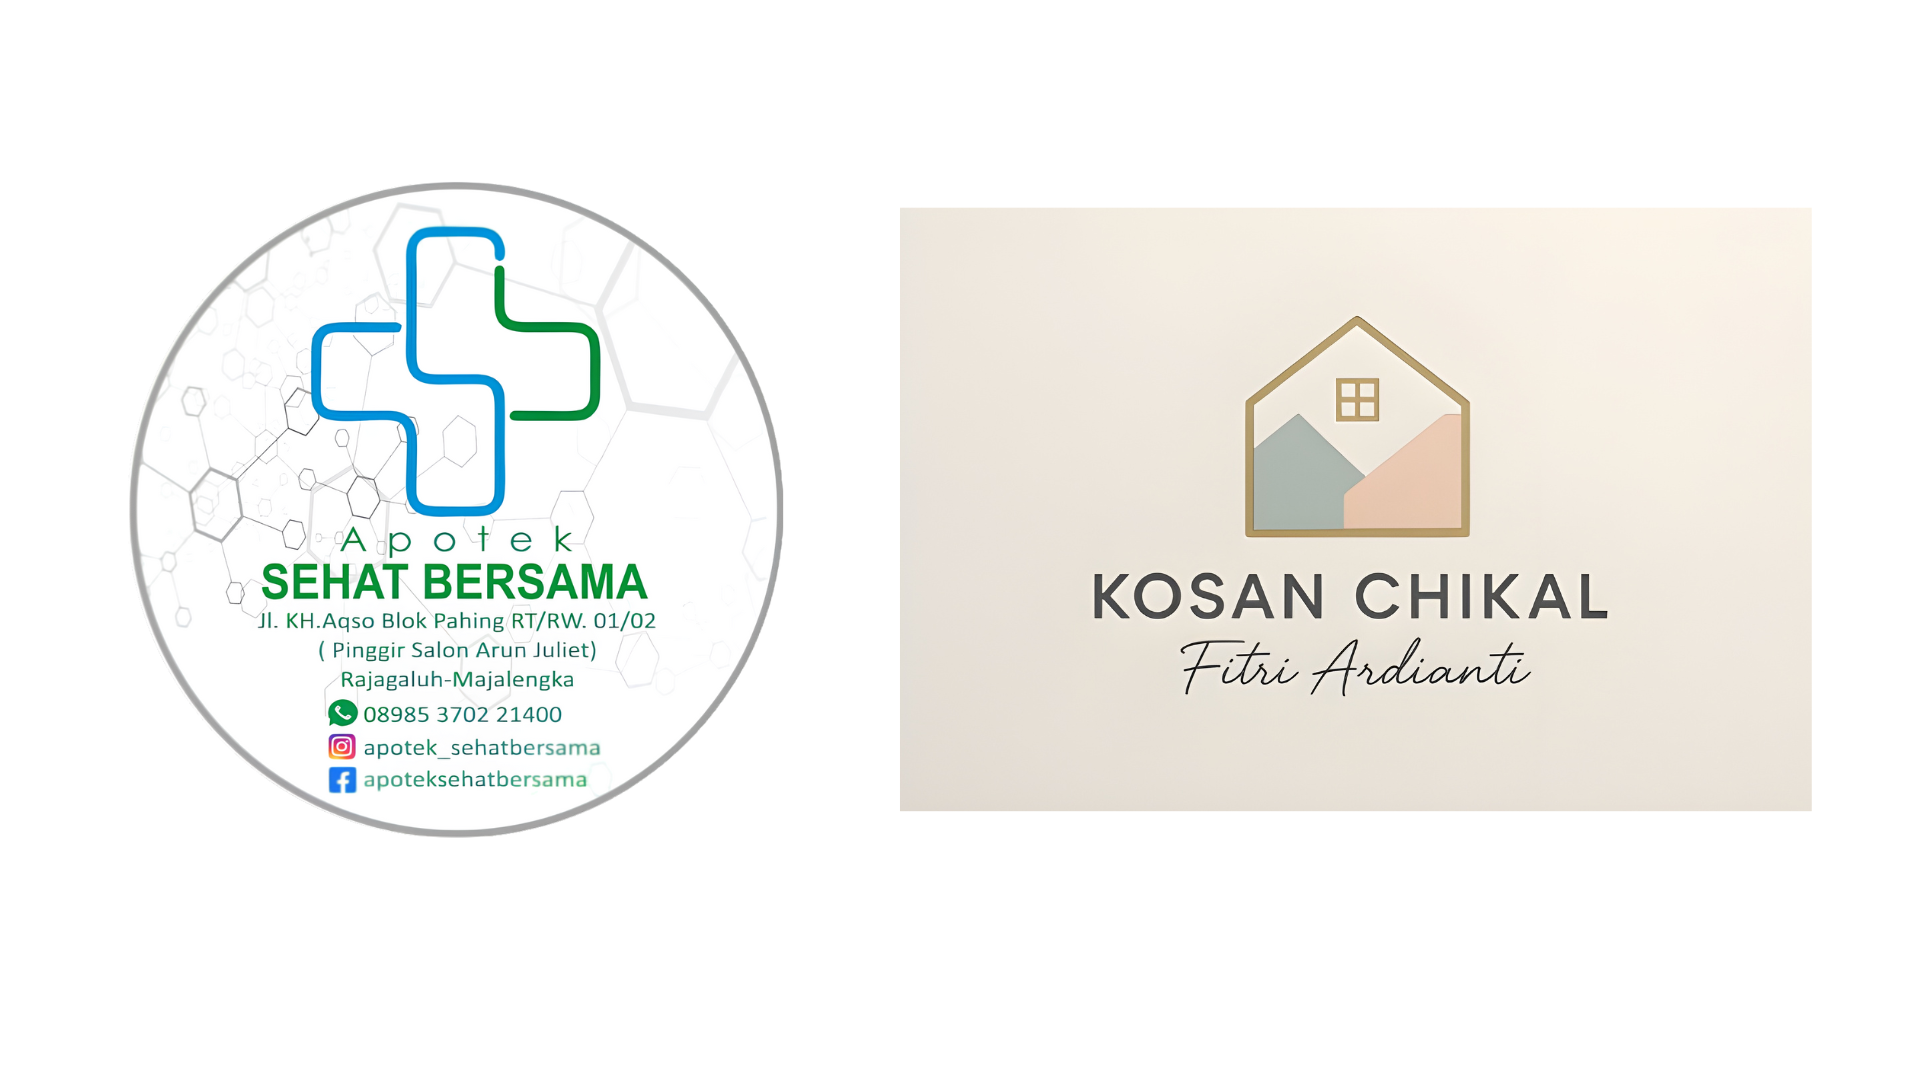 Apotek
SEHAT BERSAMA
Jl. KH.Aqso Blok Pahing RT/RW. 01/02
( Pinggir Salon Arun Juliet)
Rajagaluh-Majalengka
08985 3702 21400
apotek_sehatbersama
apoteksehatbersama
KOSAN CHIKAL
Fitri Ardianti